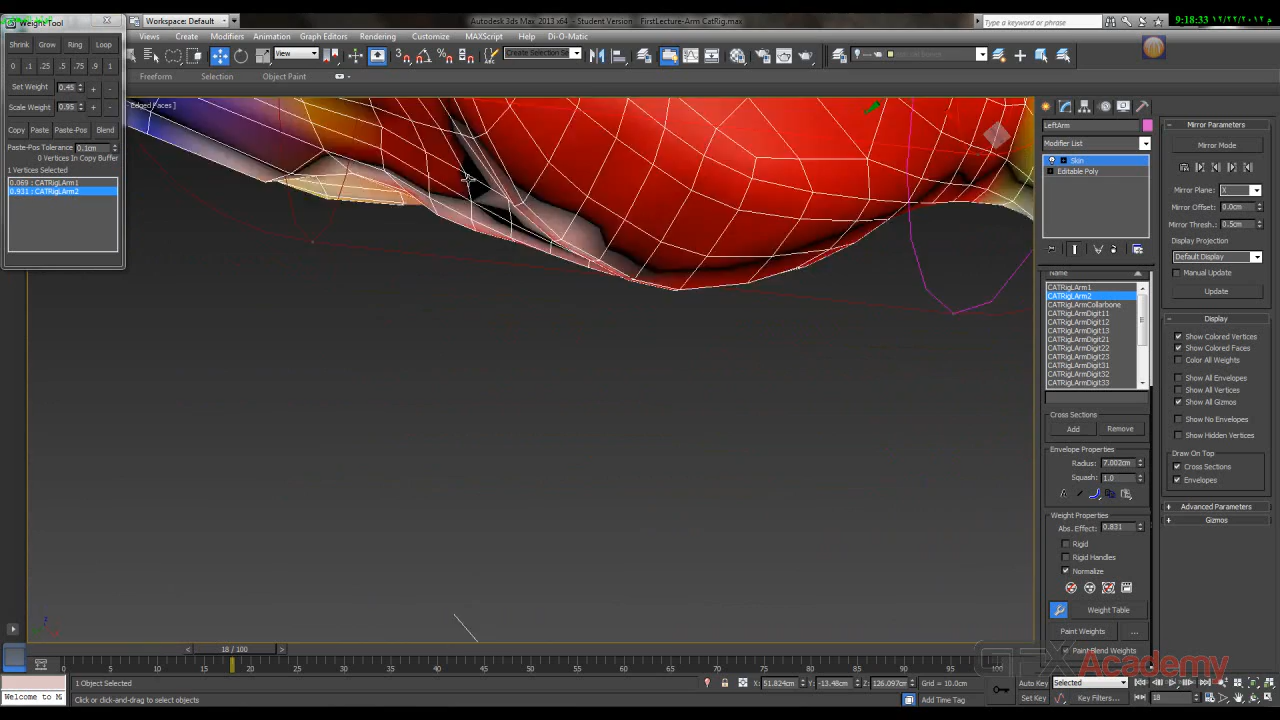 Weight Tool
Workspace: Default
Autodesk 3ds Max 2013 x64 - Student Version    FirstLecture-Arm CatRig.max
Type a keyword or phrase
9:18:33
Views Create Modifiers Animation Graph Editors Rendering Customize MAXScript Help Di-O-Matic
Shrink Grow Ring Loop
View
Create Selection Se
0 .1 .25 .5 .75 .9 1
Freeform Selection Object Paint
Set Weight 0.45 + -
Scale Weight 0.95 + -
Edged Faces ]
Copy Paste Paste-Pos Blend
Paste-Pos Tolerance 0.1cm
0 Vertices In Copy Buffer
1 Vertices Selected
0.069 : CATRigLArm1
0.931 : CATRigLArm2
LeftArm
Modifier List
Skin
Editable Poly
Name
CATRigLArm1
CATRigLArm2
CATRigLArmCollarbone
CATRigLArmDigit11
CATRigLArmDigit12
CATRigLArmDigit13
CATRigLArmDigit21
CATRigLArmDigit22
CATRigLArmDigit23
CATRigLArmDigit31
CATRigLArmDigit32
CATRigLArmDigit33
Cross Sections
Add Remove
Envelope Properties
Radius: 7.002cm
Squash: 1.0
Weight Properties
Abs. Effect: 0.831
Rigid
Rigid Handles
Normalize
Weight Table
Paint Weights ...
Paint Blend Weights
Mirror Parameters
Mirror Mode
Mirror Plane: X
Mirror Offset: 0.0cm
Mirror Thresh.: 0.5cm
Display Projection
Default Display
Manual Update
Update
Display
Show Colored Vertices
Show Colored Faces
Color All Weights
Show All Envelopes
Show All Vertices
Show All Gizmos
Show No Envelopes
Show Hidden Vertices
Draw On Top
Cross Sections
Envelopes
Advanced Parameters
Gizmos
GFX Academy
18 / 100
0 5 10 15 20 25 30 35 40 45 50 55 60 65 70 75 80 85 90 95 100
1 Object Selected
X: 51.824cm Y: -13.48cm Z: 126.097cm Grid = 10.0cm
Auto Key Selected
Welcome to M
Click or click-and-drag to select objects
Add Time Tag
Set Key Key Filters... 18